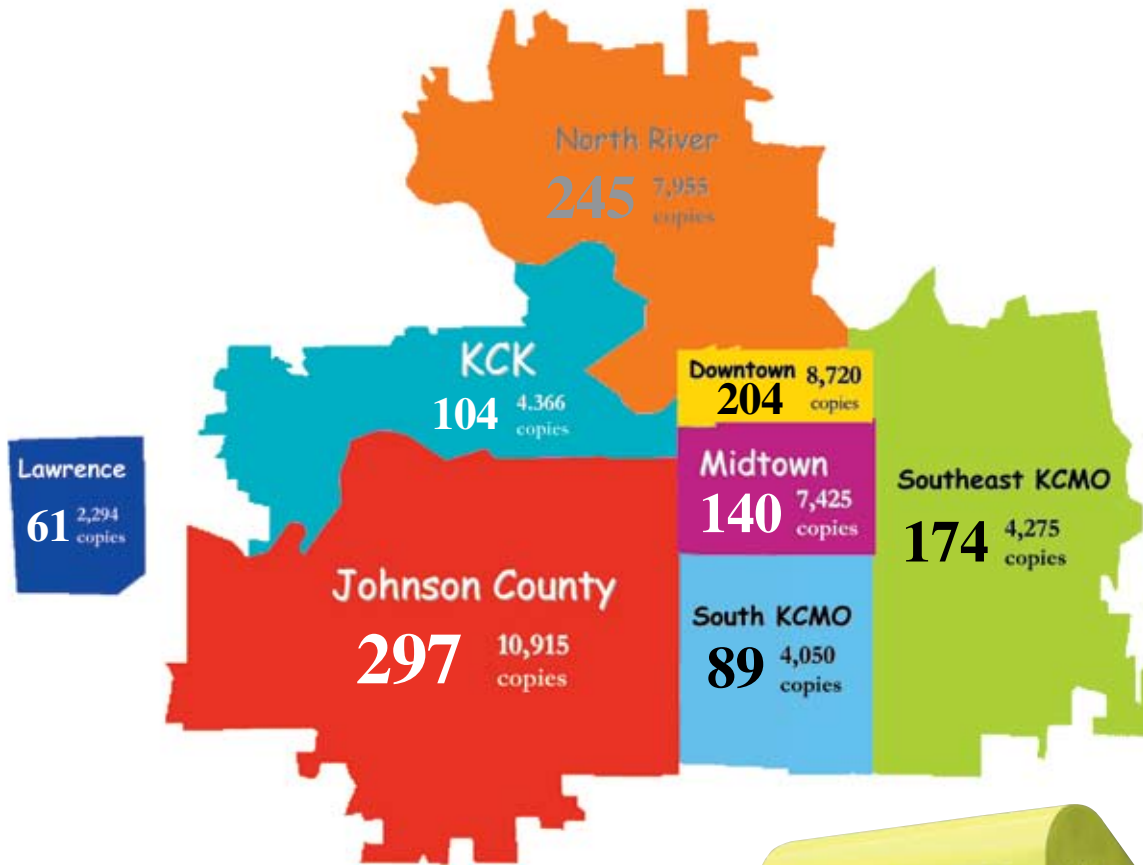 North River
245 7,955
copies
KCK
104 4.366
copies
Downtown 8,720
204 copies
Lawrence
61 2,294
copies
Midtown
140 7,425
copies
Southeast KCMO
174 4,275
copies
Johnson County
297 10,915
copies
South KCMO
89 4,050
copies